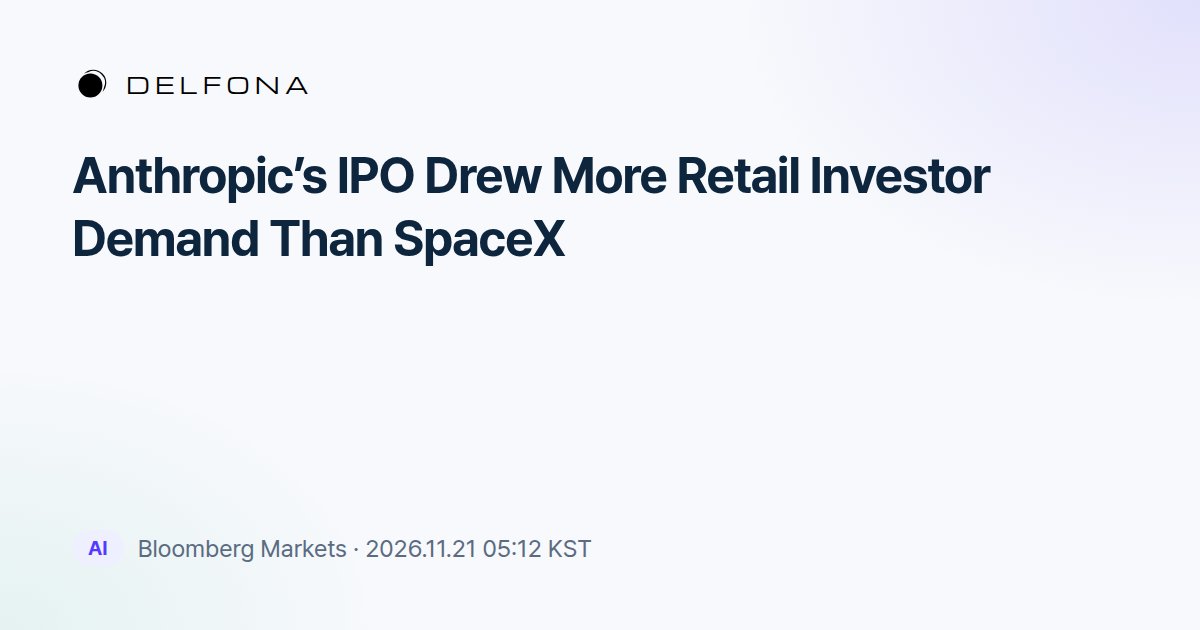 DELFONA
Anthropic’s IPO Drew More Retail Investor
Demand Than SpaceX
AI Bloomberg Markets · 2026.11.21 05:12 KST